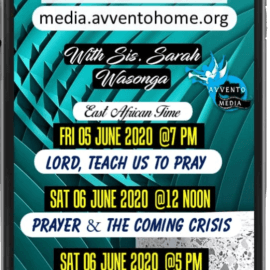 media.avventohome.org
With Sis. Sarah
Wasonga
AVVENTO
MEDIA
East African Time
FRI 05 JUNE 2020 @7 PM
LORD, TEACH US TO PRAY
SAT 06 JUNE 2020 @12 NOON
PRAYER & THE COMING CRISIS
SAT 06 JUNE 2020 @5 PM